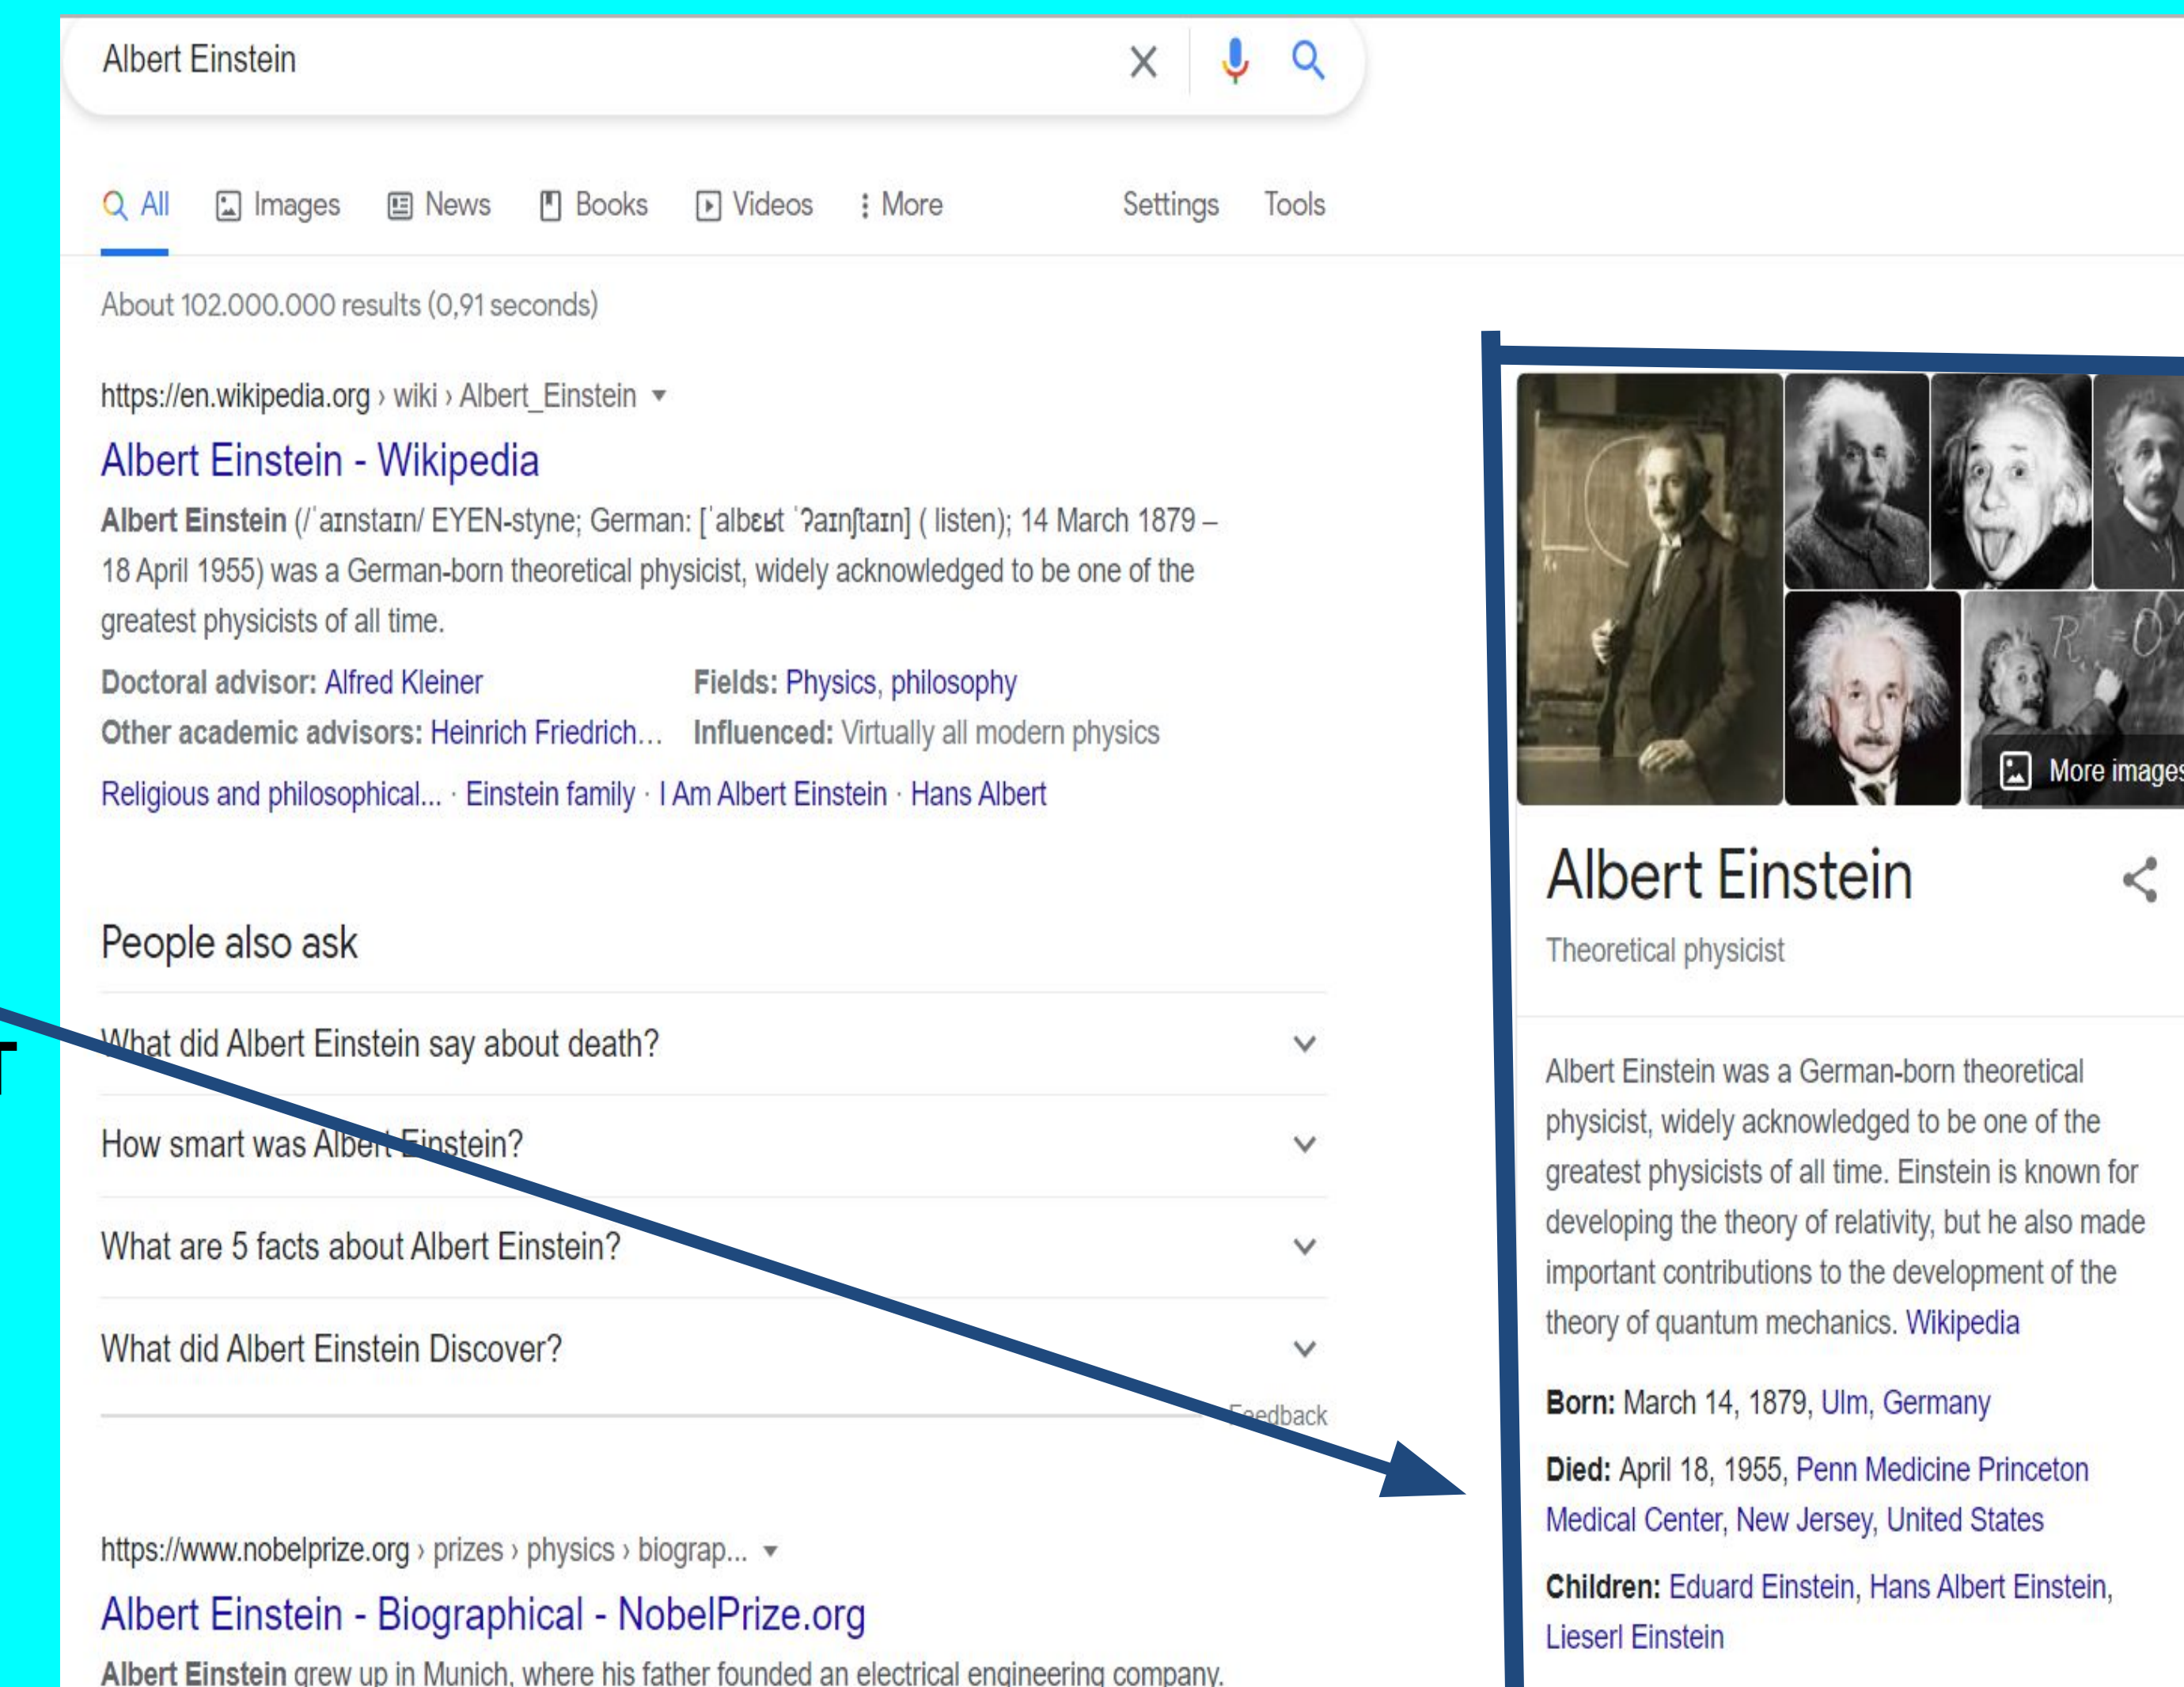 Albert Einstein
All Images News Books Videos More Settings Tools
About 102.000.000 results (0,91 seconds)
https://en.wikipedia.org › wiki › Albert_Einstein
Albert Einstein - Wikipedia
Albert Einstein (/ˈaɪnstaɪn/ EYEN-styne; German: [ˈalbɛʁt ˈʔaɪnʃtaɪn] ( listen); 14 March 1879 –
18 April 1955) was a German-born theoretical physicist, widely acknowledged to be one of the
greatest physicists of all time.
Doctoral advisor: Alfred Kleiner Fields: Physics, philosophy
Other academic advisors: Heinrich Friedrich... Influenced: Virtually all modern physics
Religious and philosophical... · Einstein family · I Am Albert Einstein · Hans Albert
People also ask
What did Albert Einstein say about death?
How smart was Albert Einstein?
What are 5 facts about Albert Einstein?
What did Albert Einstein Discover?
Feedback
https://www.nobelprize.org › prizes › physics › biograp...
Albert Einstein - Biographical - NobelPrize.org
Albert Einstein grew up in Munich, where his father founded an electrical engineering company.
More images
Albert Einstein
Theoretical physicist
Albert Einstein was a German-born theoretical
physicist, widely acknowledged to be one of the
greatest physicists of all time. Einstein is known for
developing the theory of relativity, but he also made
important contributions to the development of the
theory of quantum mechanics. Wikipedia
Born: March 14, 1879, Ulm, Germany
Died: April 18, 1955, Penn Medicine Princeton
Medical Center, New Jersey, United States
Children: Eduard Einstein, Hans Albert Einstein,
Lieserl Einstein